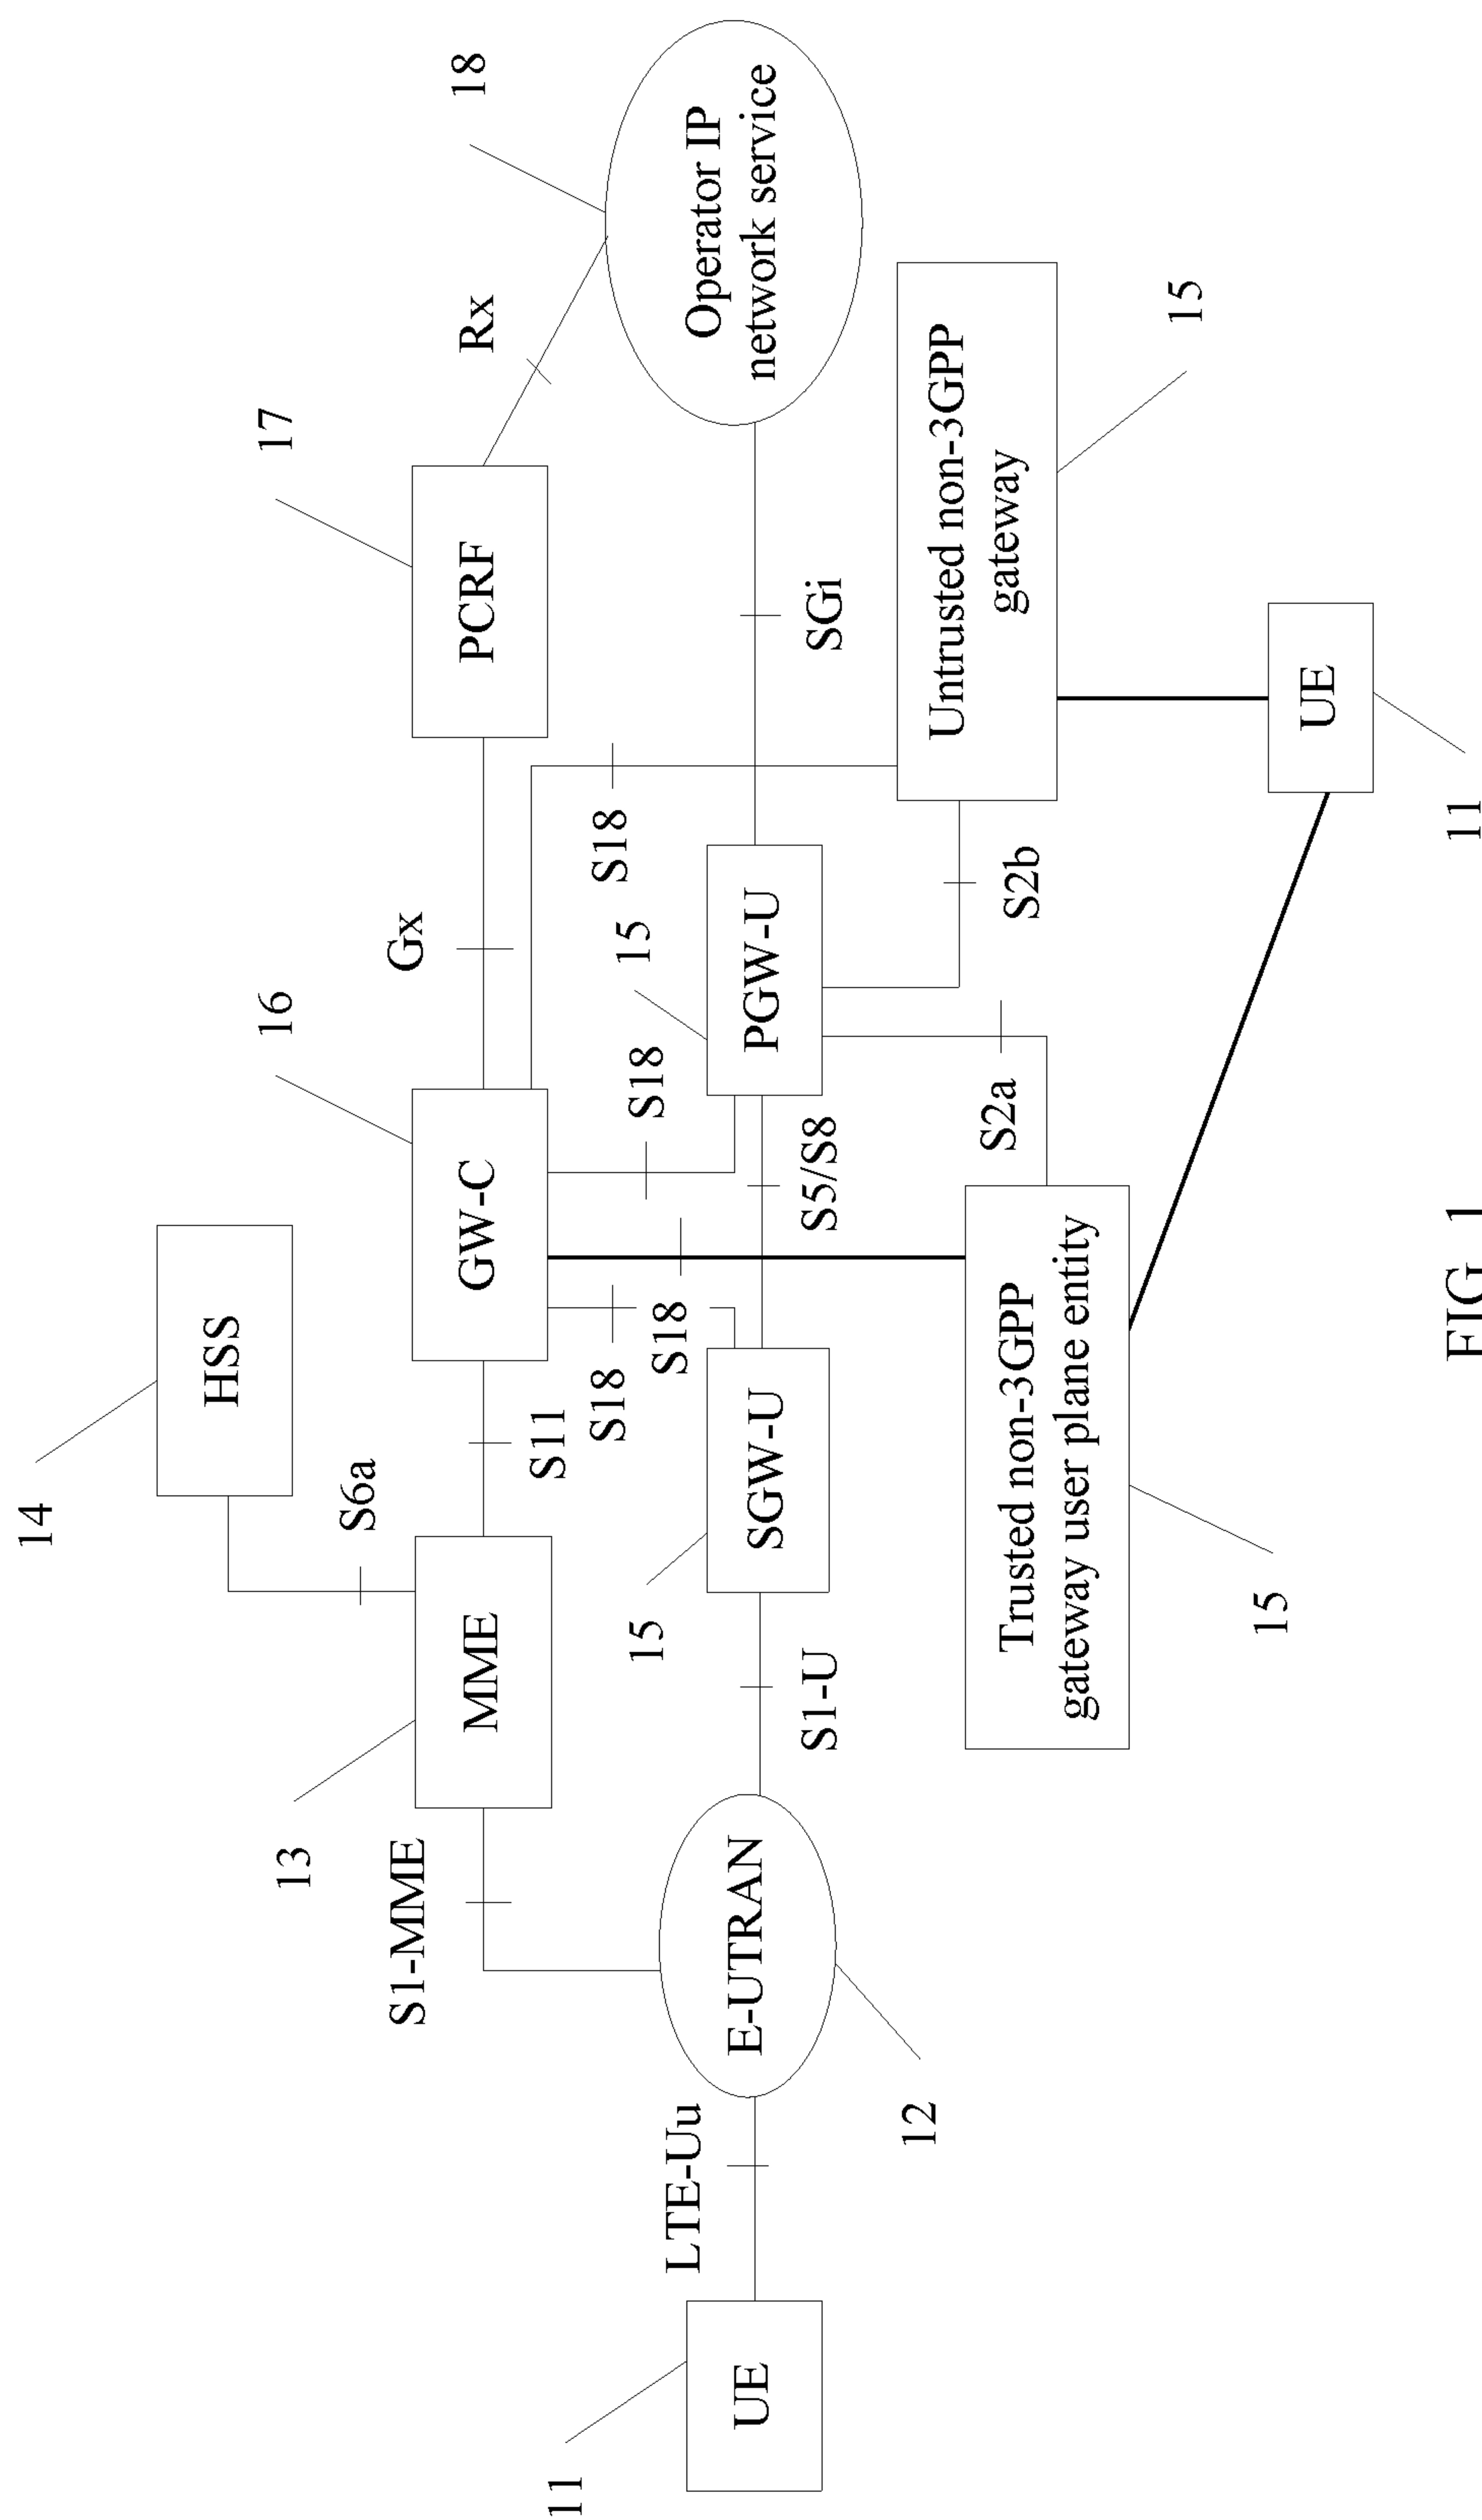 14
HSS
S6a
13
16
17
18
S1-MME
MME
S11
GW-C
Gx
PCRF
Rx
S18
S18
S18
S18
LTE-Uu
15
15
11
UE
E-UTRAN
S1-U
SGW-U
S5/S8
PGW-U
SGi
Operator IP
network service
12
Trusted non-3GPP
gateway user plane entity
S2a
S2b
Untrusted non-3GPP
gateway
15
15
UE
11
FIG. 1